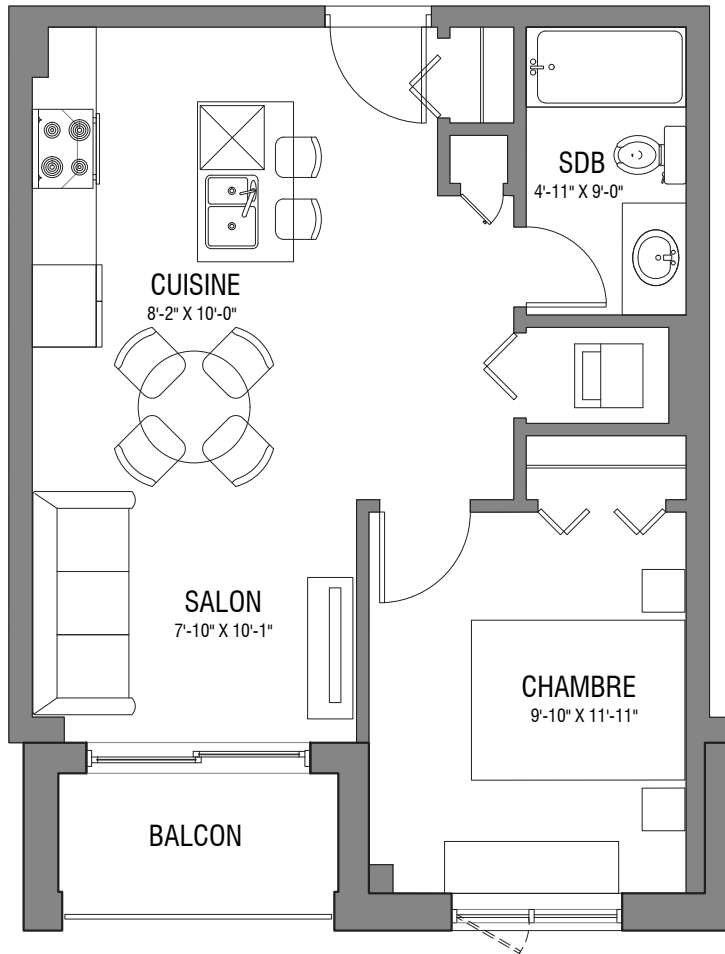 SDB
4'-11" X 9'-0"
CUISINE
8'-2" X 10'-0"
SALON
7'-10" X 10'-1"
CHAMBRE
9'-10" X 11'-11"
BALCON